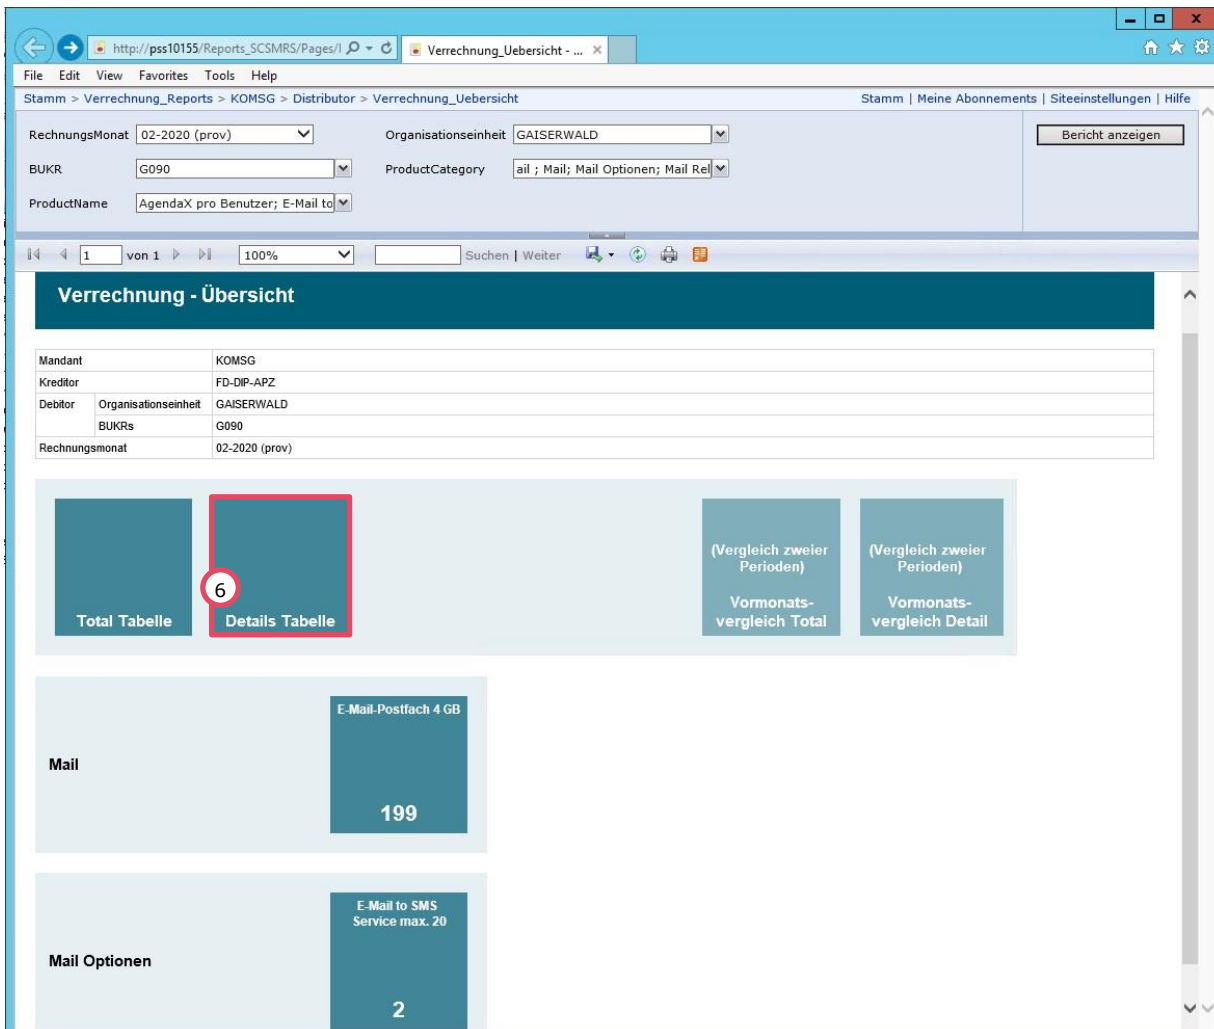 http://pss10155/Reports_SCSMRS/Pages/I
Verrechnung_Uebersicht - ...
File Edit View Favorites Tools Help
Stamm > Verrechnung_Reports > KOMSG > Distributor > Verrechnung_Uebersicht
Stamm | Meine Abonnements | Siteeinstellungen | Hilfe
RechnungsMonat 02-2020 (prov) Organisationseinheit GAISERWALD Bericht anzeigen
BUKR G090 ProductCategory ail ; Mail; Mail Optionen; Mail Rel
ProductName AgendaX pro Benutzer; E-Mail to
1 von 1 100% Suchen | Weiter
Verrechnung - Übersicht
Mandant KOMSG
Kreditor FD-DIP-APZ
Debitor Organisationseinheit GAISERWALD
BUKRs G090
Rechnungsmonat 02-2020 (prov)
Total Tabelle
6
Details Tabelle
(Vergleich zweier
Perioden)
Vormonats-
vergleich Total
(Vergleich zweier
Perioden)
Vormonats-
vergleich Detail
Mail
E-Mail-Postfach 4 GB
199
Mail Optionen
E-Mail to SMS
Service max. 20
2